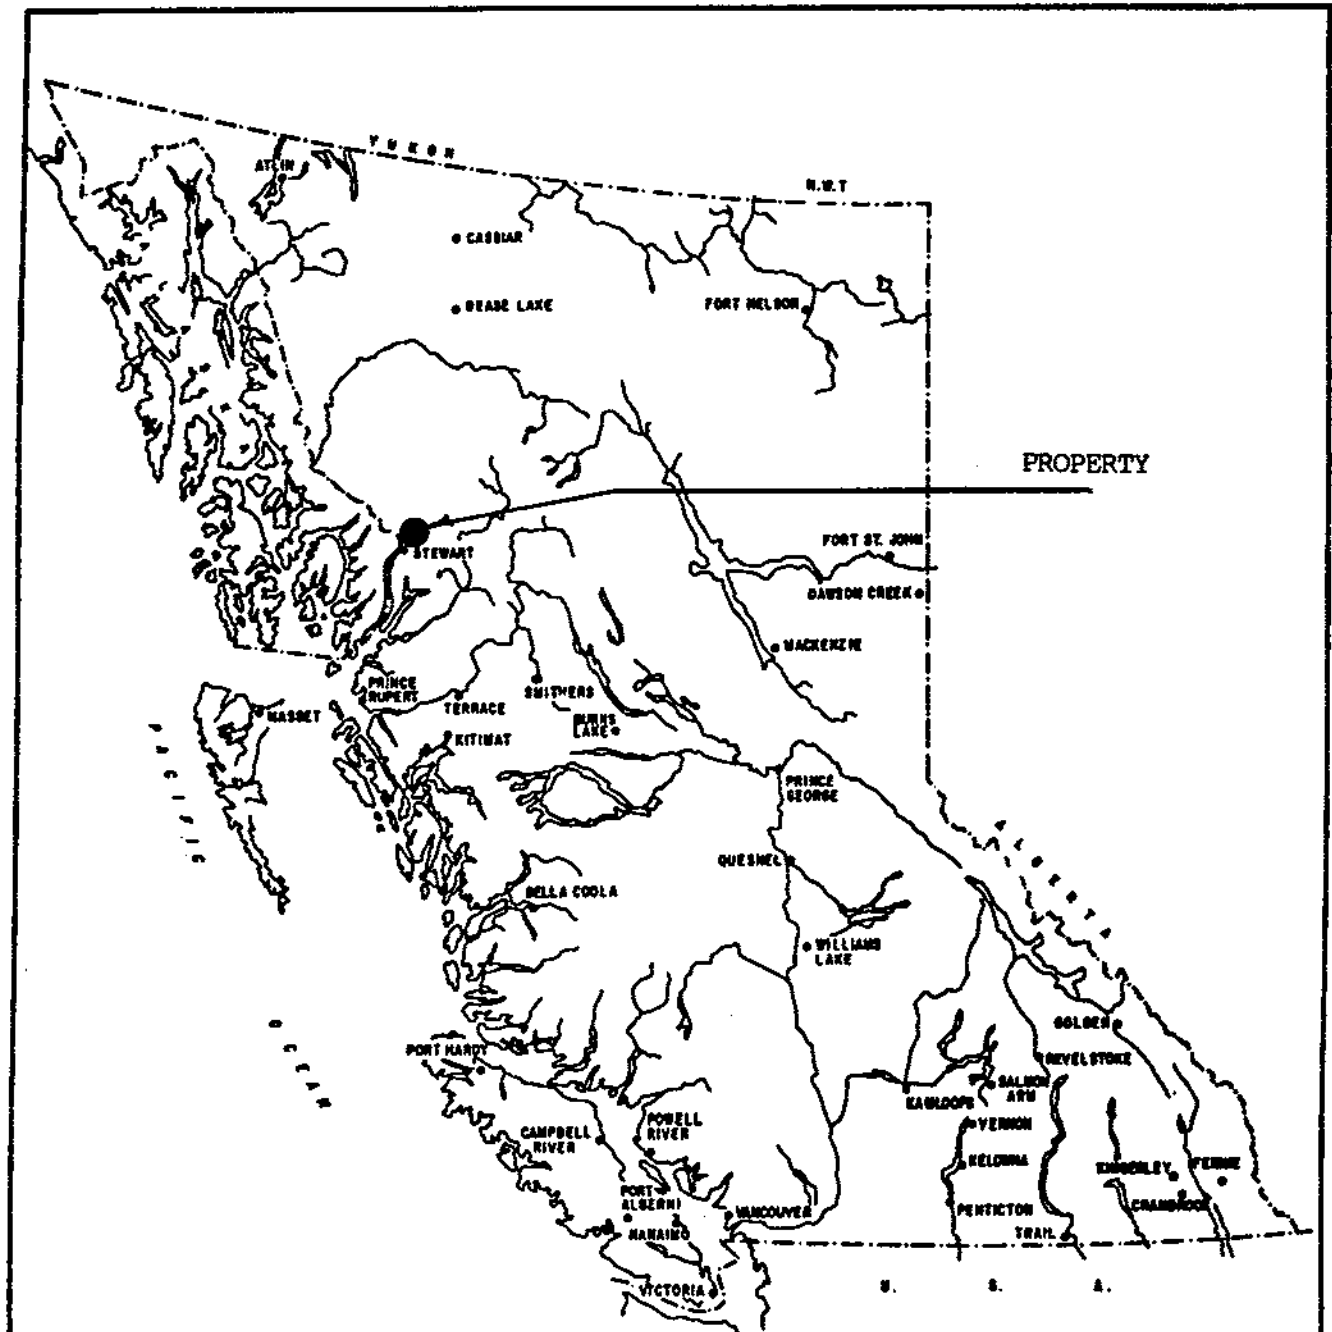 YUKON
N.W.T
ATLIN
CASSIAR
DEASE LAKE
FORT NELSON
PROPERTY
STEWART
FORT ST. JOHN
DAWSON CREEK
MACKENZIE
PRINCE
RUPERT
TERRACE
SMITHERS
MASSET
BURNS
LAKE
KITIMAT
PACIFIC
PRINCE
GEORGE
ALBERTA
QUESNEL
BELLA COOLA
WILLIAMS
LAKE
OCEAN
GOLDEN
PORT HARDY
REVELSTOKE
SALMON
ARM
KAMLOOPS
POWELL
RIVER
CAMPBELL
RIVER
VERNON
KELOWNA
KIMBERLEY
FERNIE
PORT
ALBERNI
PENTICTON
CRANBROOK
VANCOUVER
NANAIMO
TRAIL
VICTORIA
U. S. A.